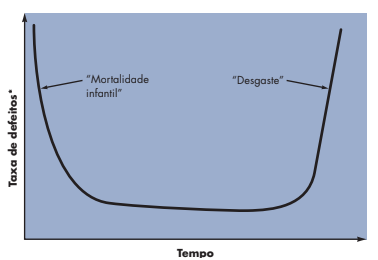 Taxa de defeitos*
“Mortalidade
infantil”
“Desgaste”
Tempo